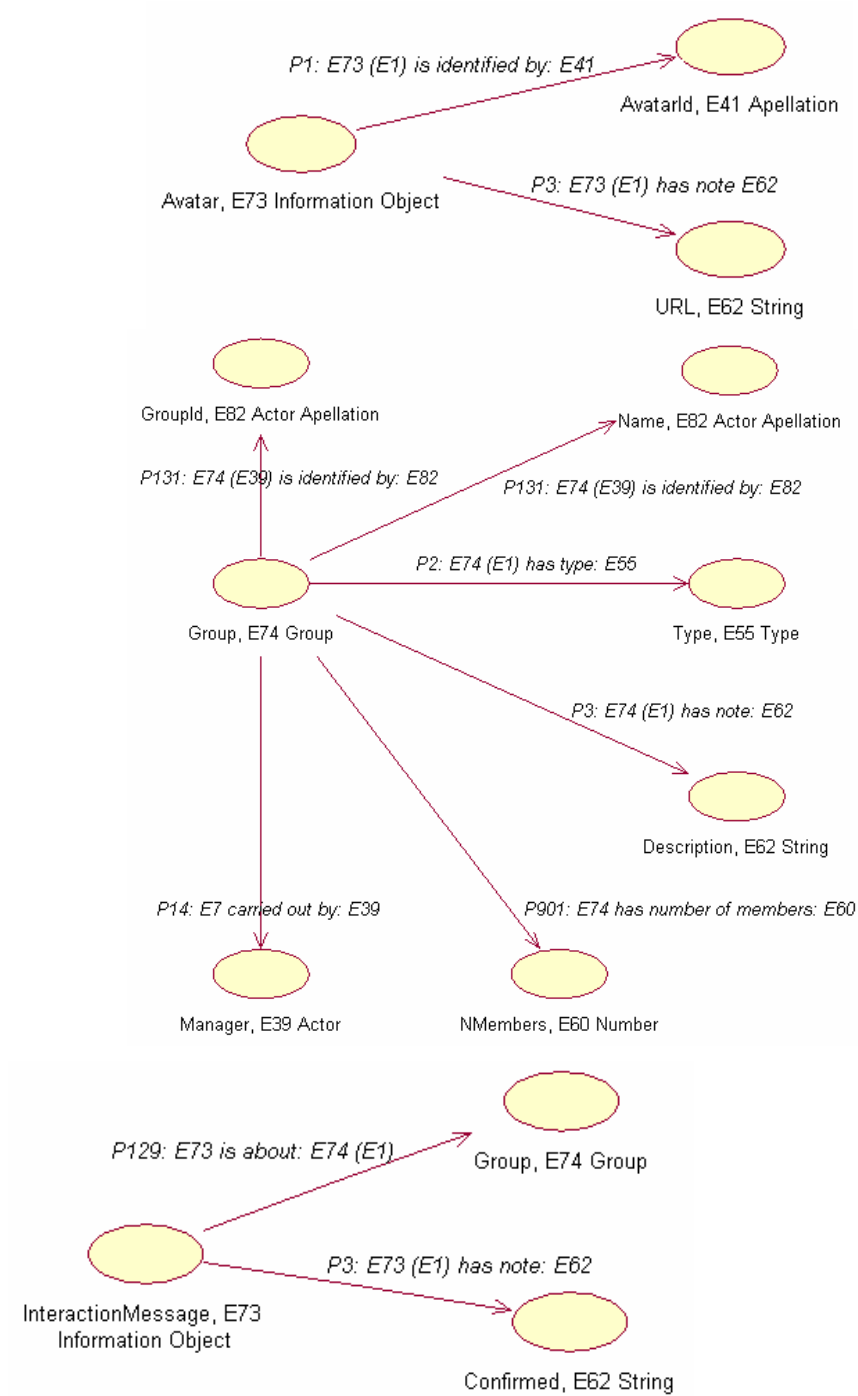 P1: E73 (E1) is identified by: E41
AvatarId, E41 Apellation
P3: E73 (E1) has note E62
Avatar, E73 Information Object
URL, E62 String
GroupId, E82 Actor Apellation
Name, E82 Actor Apellation
P131: E74 (E39) is identified by: E82
P131: E74 (E39) is identified by: E82
P2: E74 (E1) has type: E55
Group, E74 Group
Type, E55 Type
P3: E74 (E1) has note: E62
Description, E62 String
P14: E7 carried out by: E39
P901: E74 has number of members: E60
Manager, E39 Actor
NMembers, E60 Number
P129: E73 is about: E74 (E1)
Group, E74 Group
P3: E73 (E1) has note: E62
InteractionMessage, E73
Information Object
Confirmed, E62 String